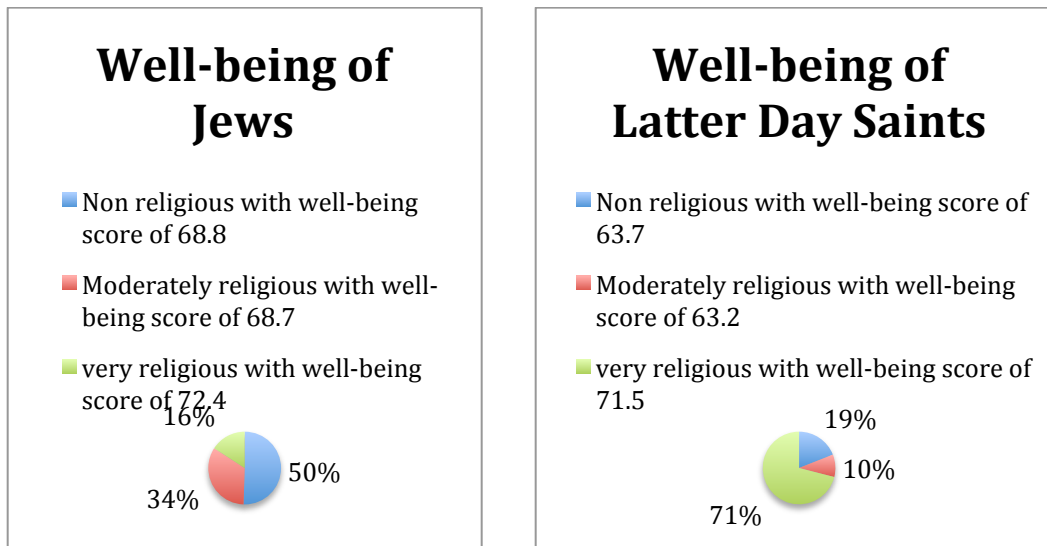 Well-being of
Jews
Non religious with well-being
score of 68.8
Moderately religious with well-
being score of 68.7
very religious with well-being
score of 72.4
16%
50%
34%
Well-being of
Latter Day Saints
Non religious with well-being score of
63.7
Moderately religious with well-being
score of 63.2
very religious with well-being score of
71.5
19%
10%
71%